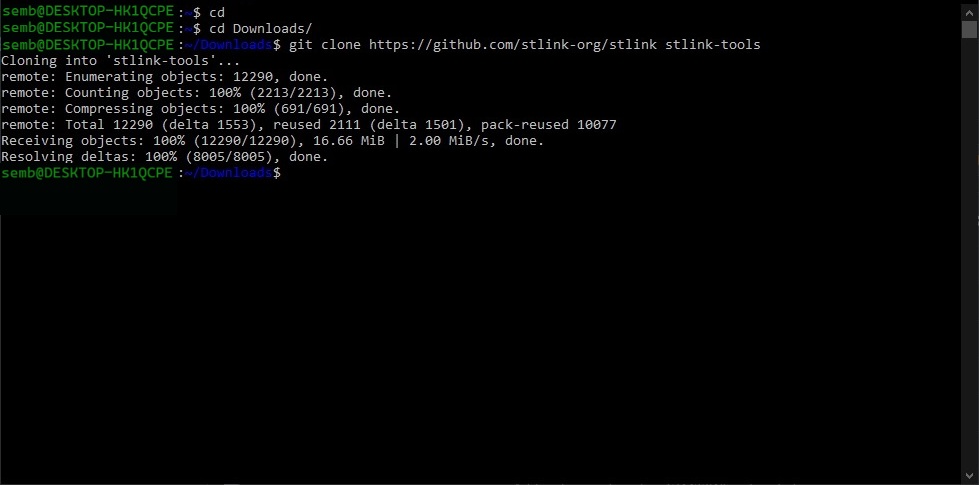 semb@DESKTOP-HK1QCPE:~$ cd
semb@DESKTOP-HK1QCPE:~$ cd Downloads/
semb@DESKTOP-HK1QCPE:~/Downloads$ git clone https://github.com/stlink-org/stlink stlink-tools
Cloning into 'stlink-tools'...
remote: Enumerating objects: 12290, done.
remote: Counting objects: 100% (2213/2213), done.
remote: Compressing objects: 100% (691/691), done.
remote: Total 12290 (delta 1553), reused 2111 (delta 1501), pack-reused 10077
Receiving objects: 100% (12290/12290), 16.66 MiB | 2.00 MiB/s, done.
Resolving deltas: 100% (8005/8005), done.
semb@DESKTOP-HK1QCPE:~/Downloads$